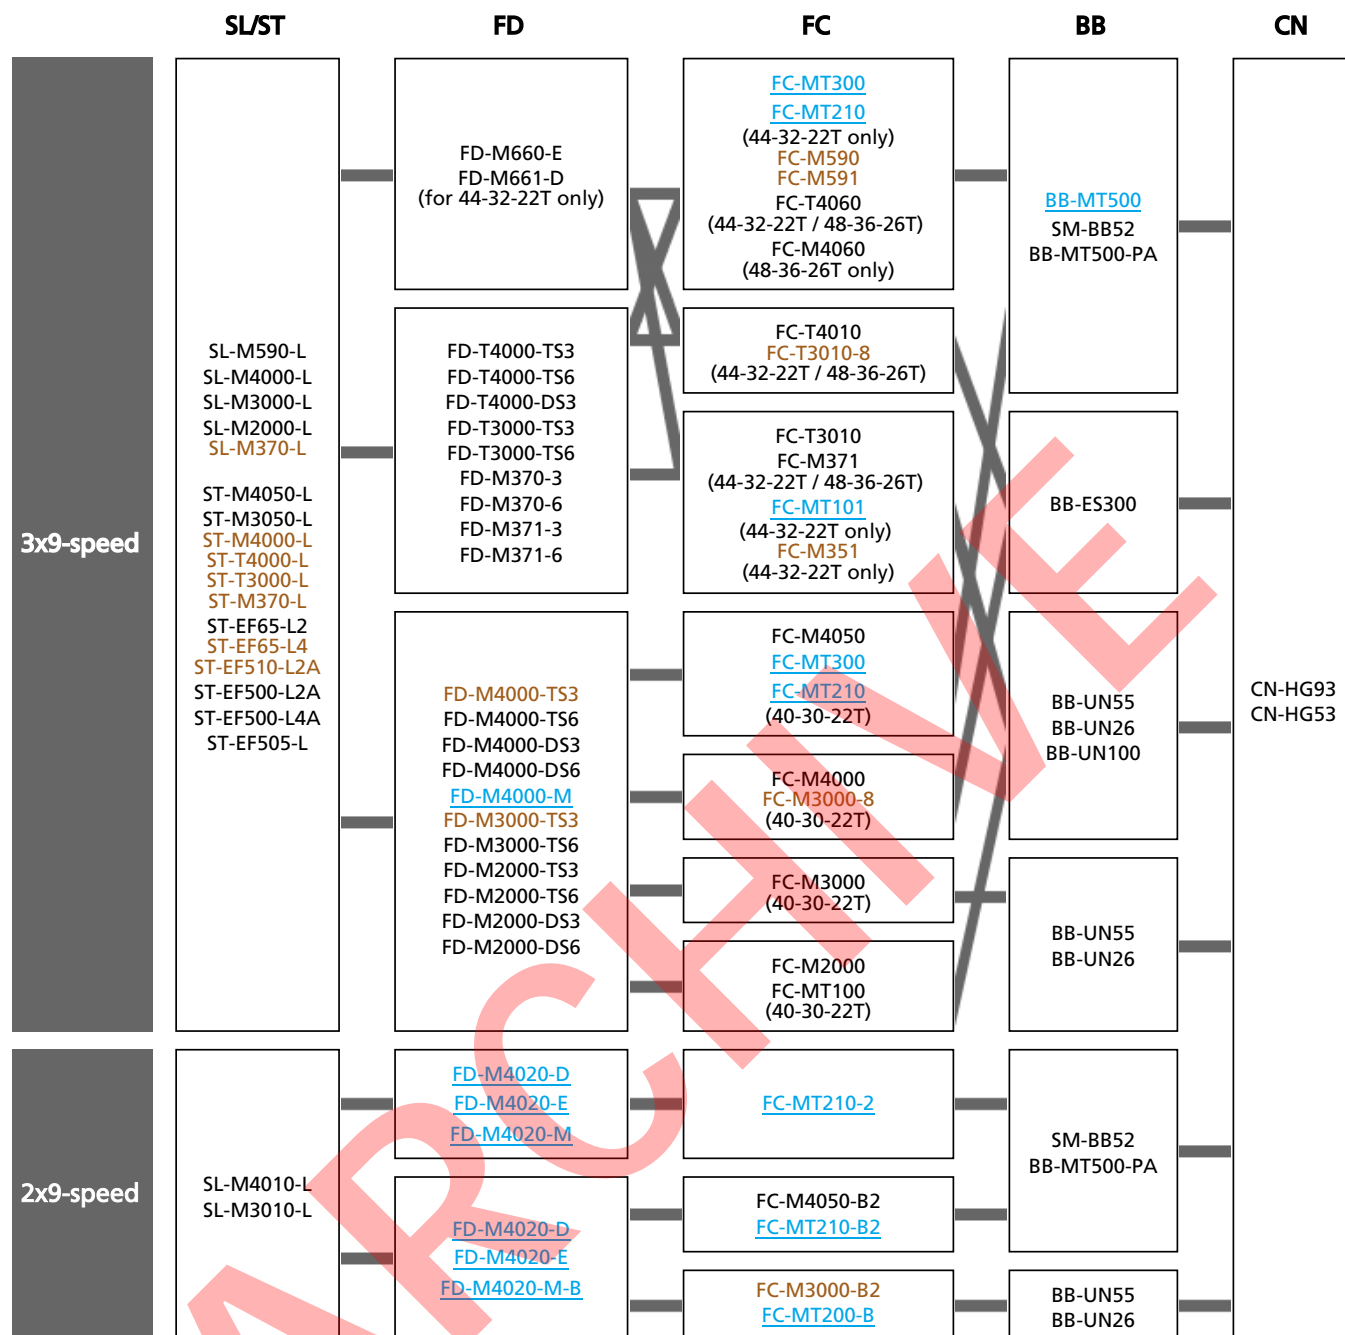 SL/ST
FD
FC
BB
CN
3x9-speed
SL-M590-L
SL-M4000-L
SL-M3000-L
SL-M2000-L
SL-M370-L
ST-M4050-L
ST-M3050-L
ST-M4000-L
ST-T4000-L
ST-T3000-L
ST-M370-L
ST-EF65-L2
ST-EF65-L4
ST-EF510-L2A
ST-EF500-L2A
ST-EF500-L4A
ST-EF505-L
FD-M660-E
FD-M661-D
(for 44-32-22T only)
FD-T4000-TS3
FD-T4000-TS6
FD-T4000-DS3
FD-T3000-TS3
FD-T3000-TS6
FD-M370-3
FD-M370-6
FD-M371-3
FD-M371-6
FD-M4000-TS3
FD-M4000-TS6
FD-M4000-DS3
FD-M4000-DS6
FD-M4000-M
FD-M3000-TS3
FD-M3000-TS6
FD-M2000-TS3
FD-M2000-TS6
FD-M2000-DS3
FD-M2000-DS6
FC-MT300
FC-MT210
(44-32-22T only)
FC-M590
FC-M591
FC-T4060
(44-32-22T / 48-36-26T)
FC-M4060
(48-36-26T only)
FC-T4010
FC-T3010-8
(44-32-22T / 48-36-26T)
FC-T3010
FC-M371
(44-32-22T / 48-36-26T)
FC-MT101
(44-32-22T only)
FC-M351
(44-32-22T only)
FC-M4050
FC-MT300
FC-MT210
(40-30-22T)
FC-M4000
FC-M3000-8
(40-30-22T)
FC-M3000
(40-30-22T)
FC-M2000
FC-MT100
(40-30-22T)
BB-MT500
SM-BB52
BB-MT500-PA
BB-ES300
BB-UN55
BB-UN26
BB-UN100
BB-UN55
BB-UN26
CN-HG93
CN-HG53
2x9-speed
SL-M4010-L
SL-M3010-L
FD-M4020-D
FD-M4020-E
FD-M4020-M
FD-M4020-D
FD-M4020-E
FD-M4020-M-B
FC-MT210-2
FC-M4050-B2
FC-MT210-B2
FC-M3000-B2
FC-MT200-B
SM-BB52
BB-MT500-PA
BB-UN55
BB-UN26
ARCHIVE